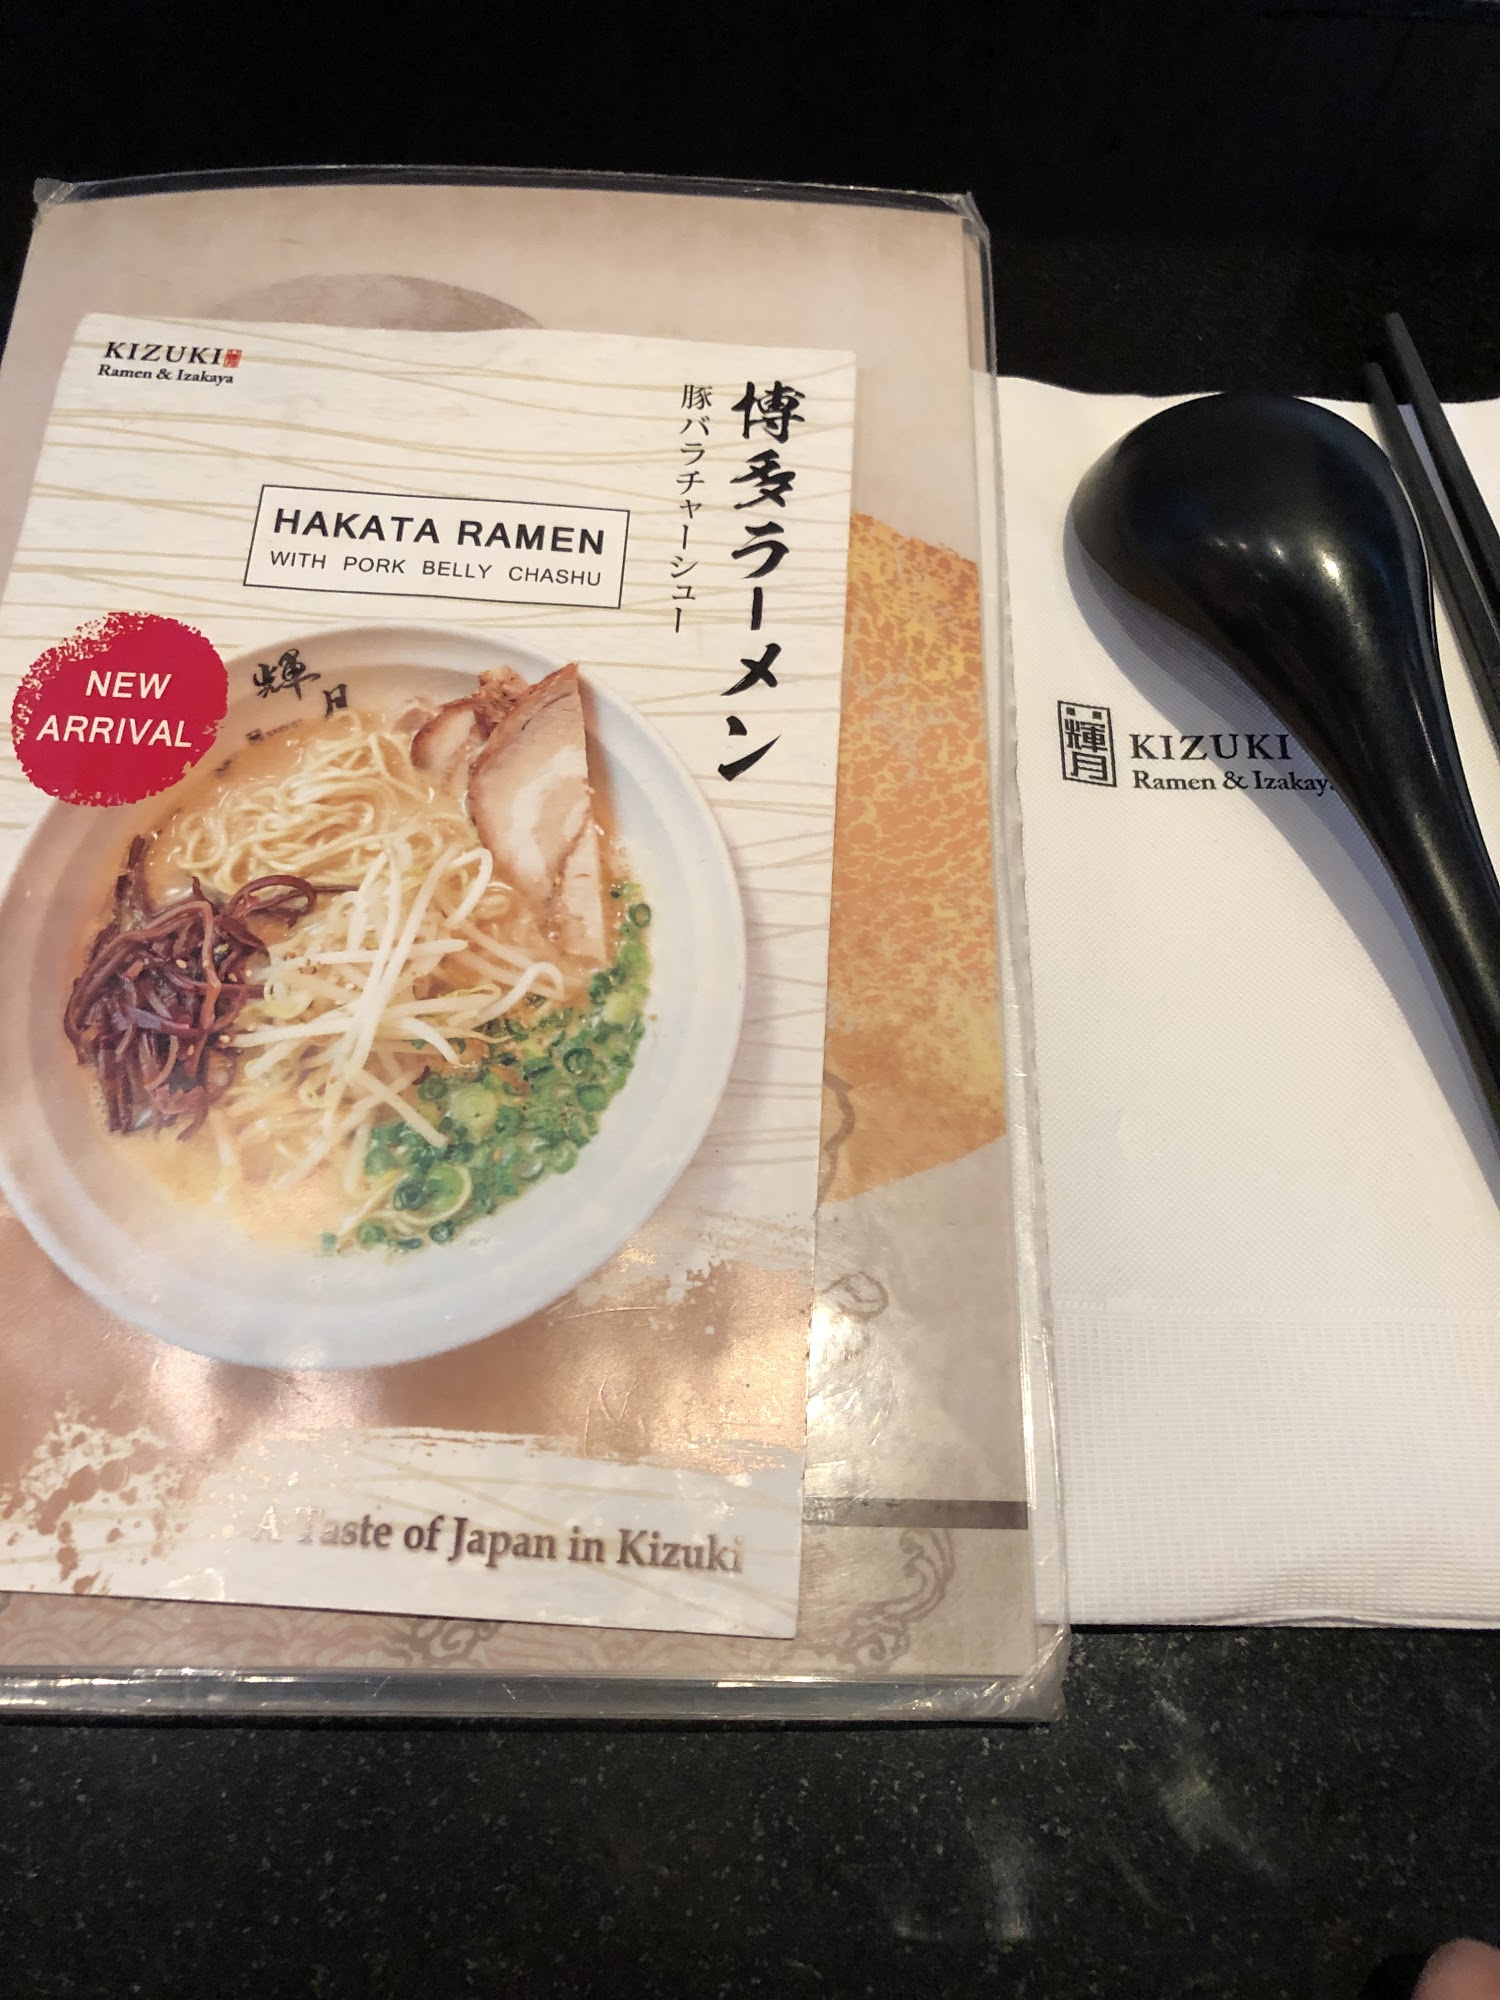 KIZUKI
Ramen & Izakaya
博多ラーメン
豚バラチャーシュー
HAKATA RAMEN
WITH PORK BELLY CHASHU
NEW
ARRIVAL
輝月
A Taste of Japan in Kizuki
輝月
KIZUKI
Ramen & Izakaya